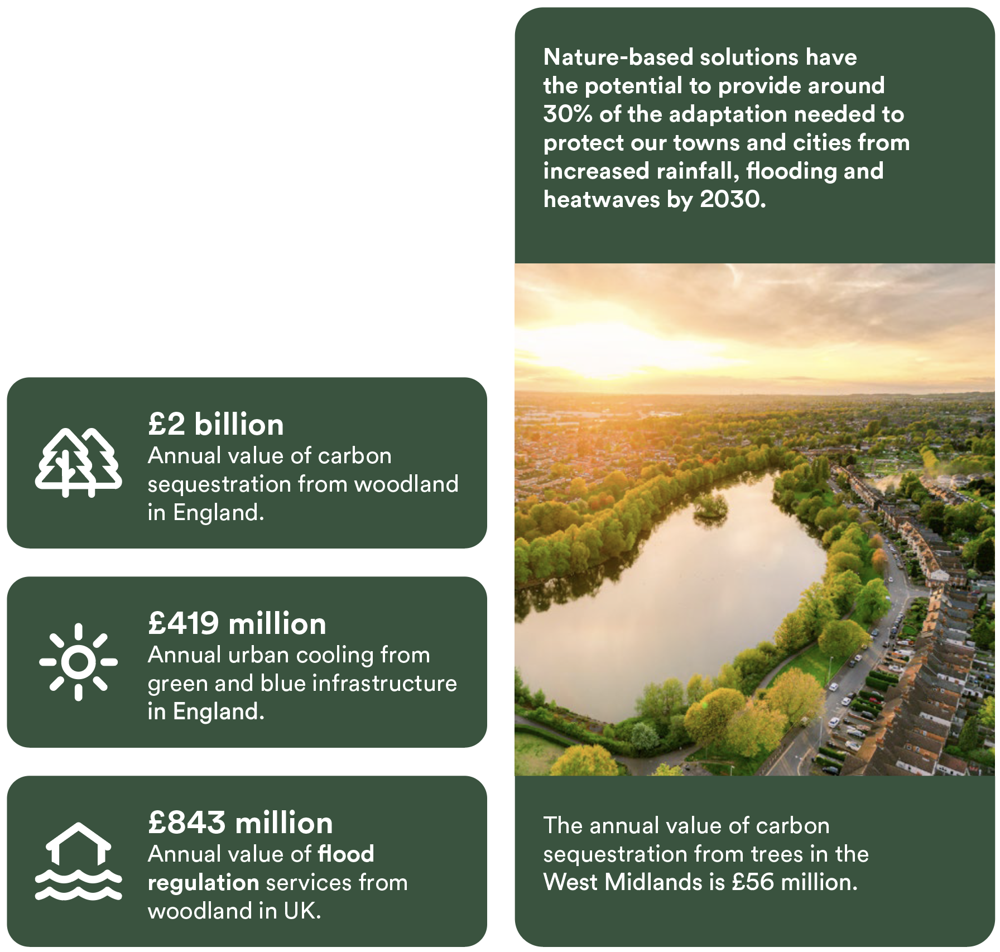 £2 billion
Annual value of carbon
sequestration from woodland
in England.
£419 million
Annual urban cooling from
green and blue infrastructure
in England.
£843 million
Annual value of flood
regulation services from
woodland in UK.
Nature-based solutions have
the potential to provide around
30% of the adaptation needed to
protect our towns and cities from
increased rainfall, flooding and
heatwaves by 2030.
The annual value of carbon
sequestration from trees in the
West Midlands is £56 million.